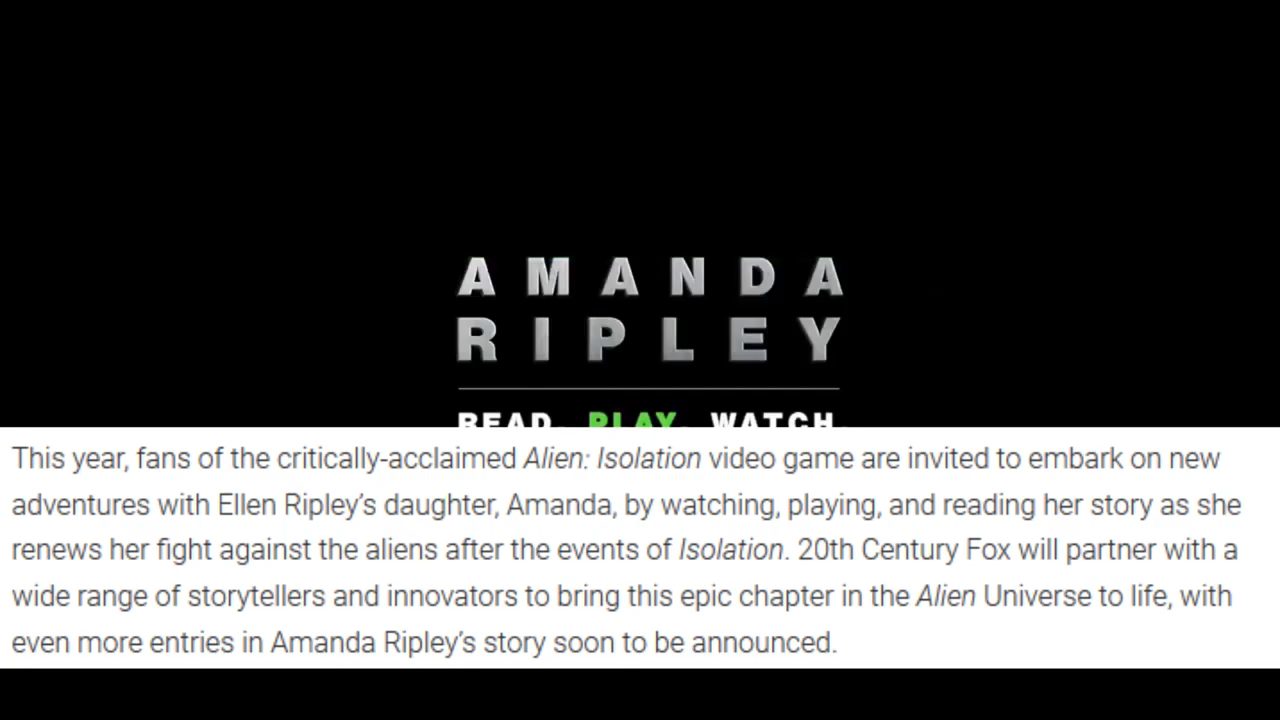 AMANDA
RIPLEY
READ. PLAY. WATCH.
This year, fans of the critically-acclaimed Alien: Isolation video game are invited to embark on new
adventures with Ellen Ripley’s daughter, Amanda, by watching, playing, and reading her story as she
renews her fight against the aliens after the events of Isolation. 20th Century Fox will partner with a
wide range of storytellers and innovators to bring this epic chapter in the Alien Universe to life, with
even more entries in Amanda Ripley’s story soon to be announced.